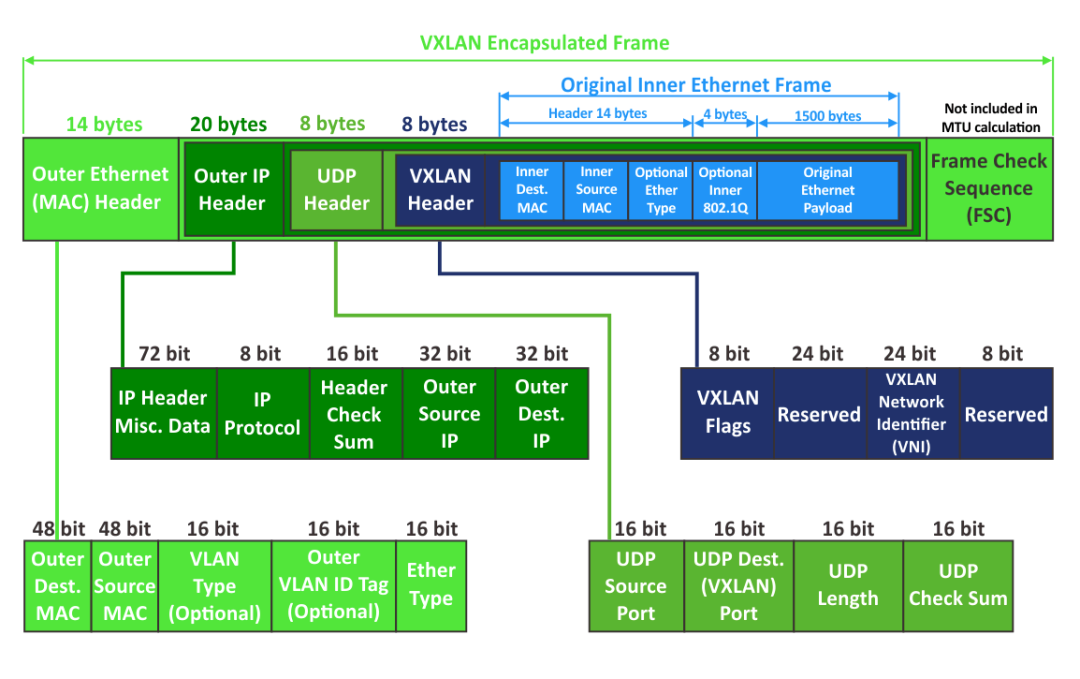 VXLAN Encapsulated Frame
Original Inner Ethernet Frame
Not included in
MTU calculation
14 bytes
20 bytes
8 bytes
8 bytes
Header 14 bytes
4 bytes
1500 bytes
Outer Ethernet
(MAC) Header
Outer IP
Header
UDP
Header
VXLAN
Header
Inner
Dest.
MAC
Inner
Source
MAC
Optional
Ether
Type
Optional
Inner
802.1Q
Original
Ethernet
Payload
Frame Check
Sequence
(FSC)
72 bit
8 bit
16 bit
32 bit
32 bit
IP Header
Misc. Data
IP
Protocol
Header
Check
Sum
Outer
Source
IP
Outer
Dest.
IP
8 bit
24 bit
24 bit
8 bit
VXLAN
Flags
Reserved
VXLAN
Network
Identifier
(VNI)
Reserved
48 bit
48 bit
16 bit
16 bit
16 bit
Outer
Dest.
MAC
Outer
Source
MAC
VLAN
Type
(Optional)
Outer
VLAN ID Tag
(Optional)
Ether
Type
16 bit
16 bit
16 bit
16 bit
UDP
Source
Port
UDP Dest.
(VXLAN)
Port
UDP
Length
UDP
Check Sum